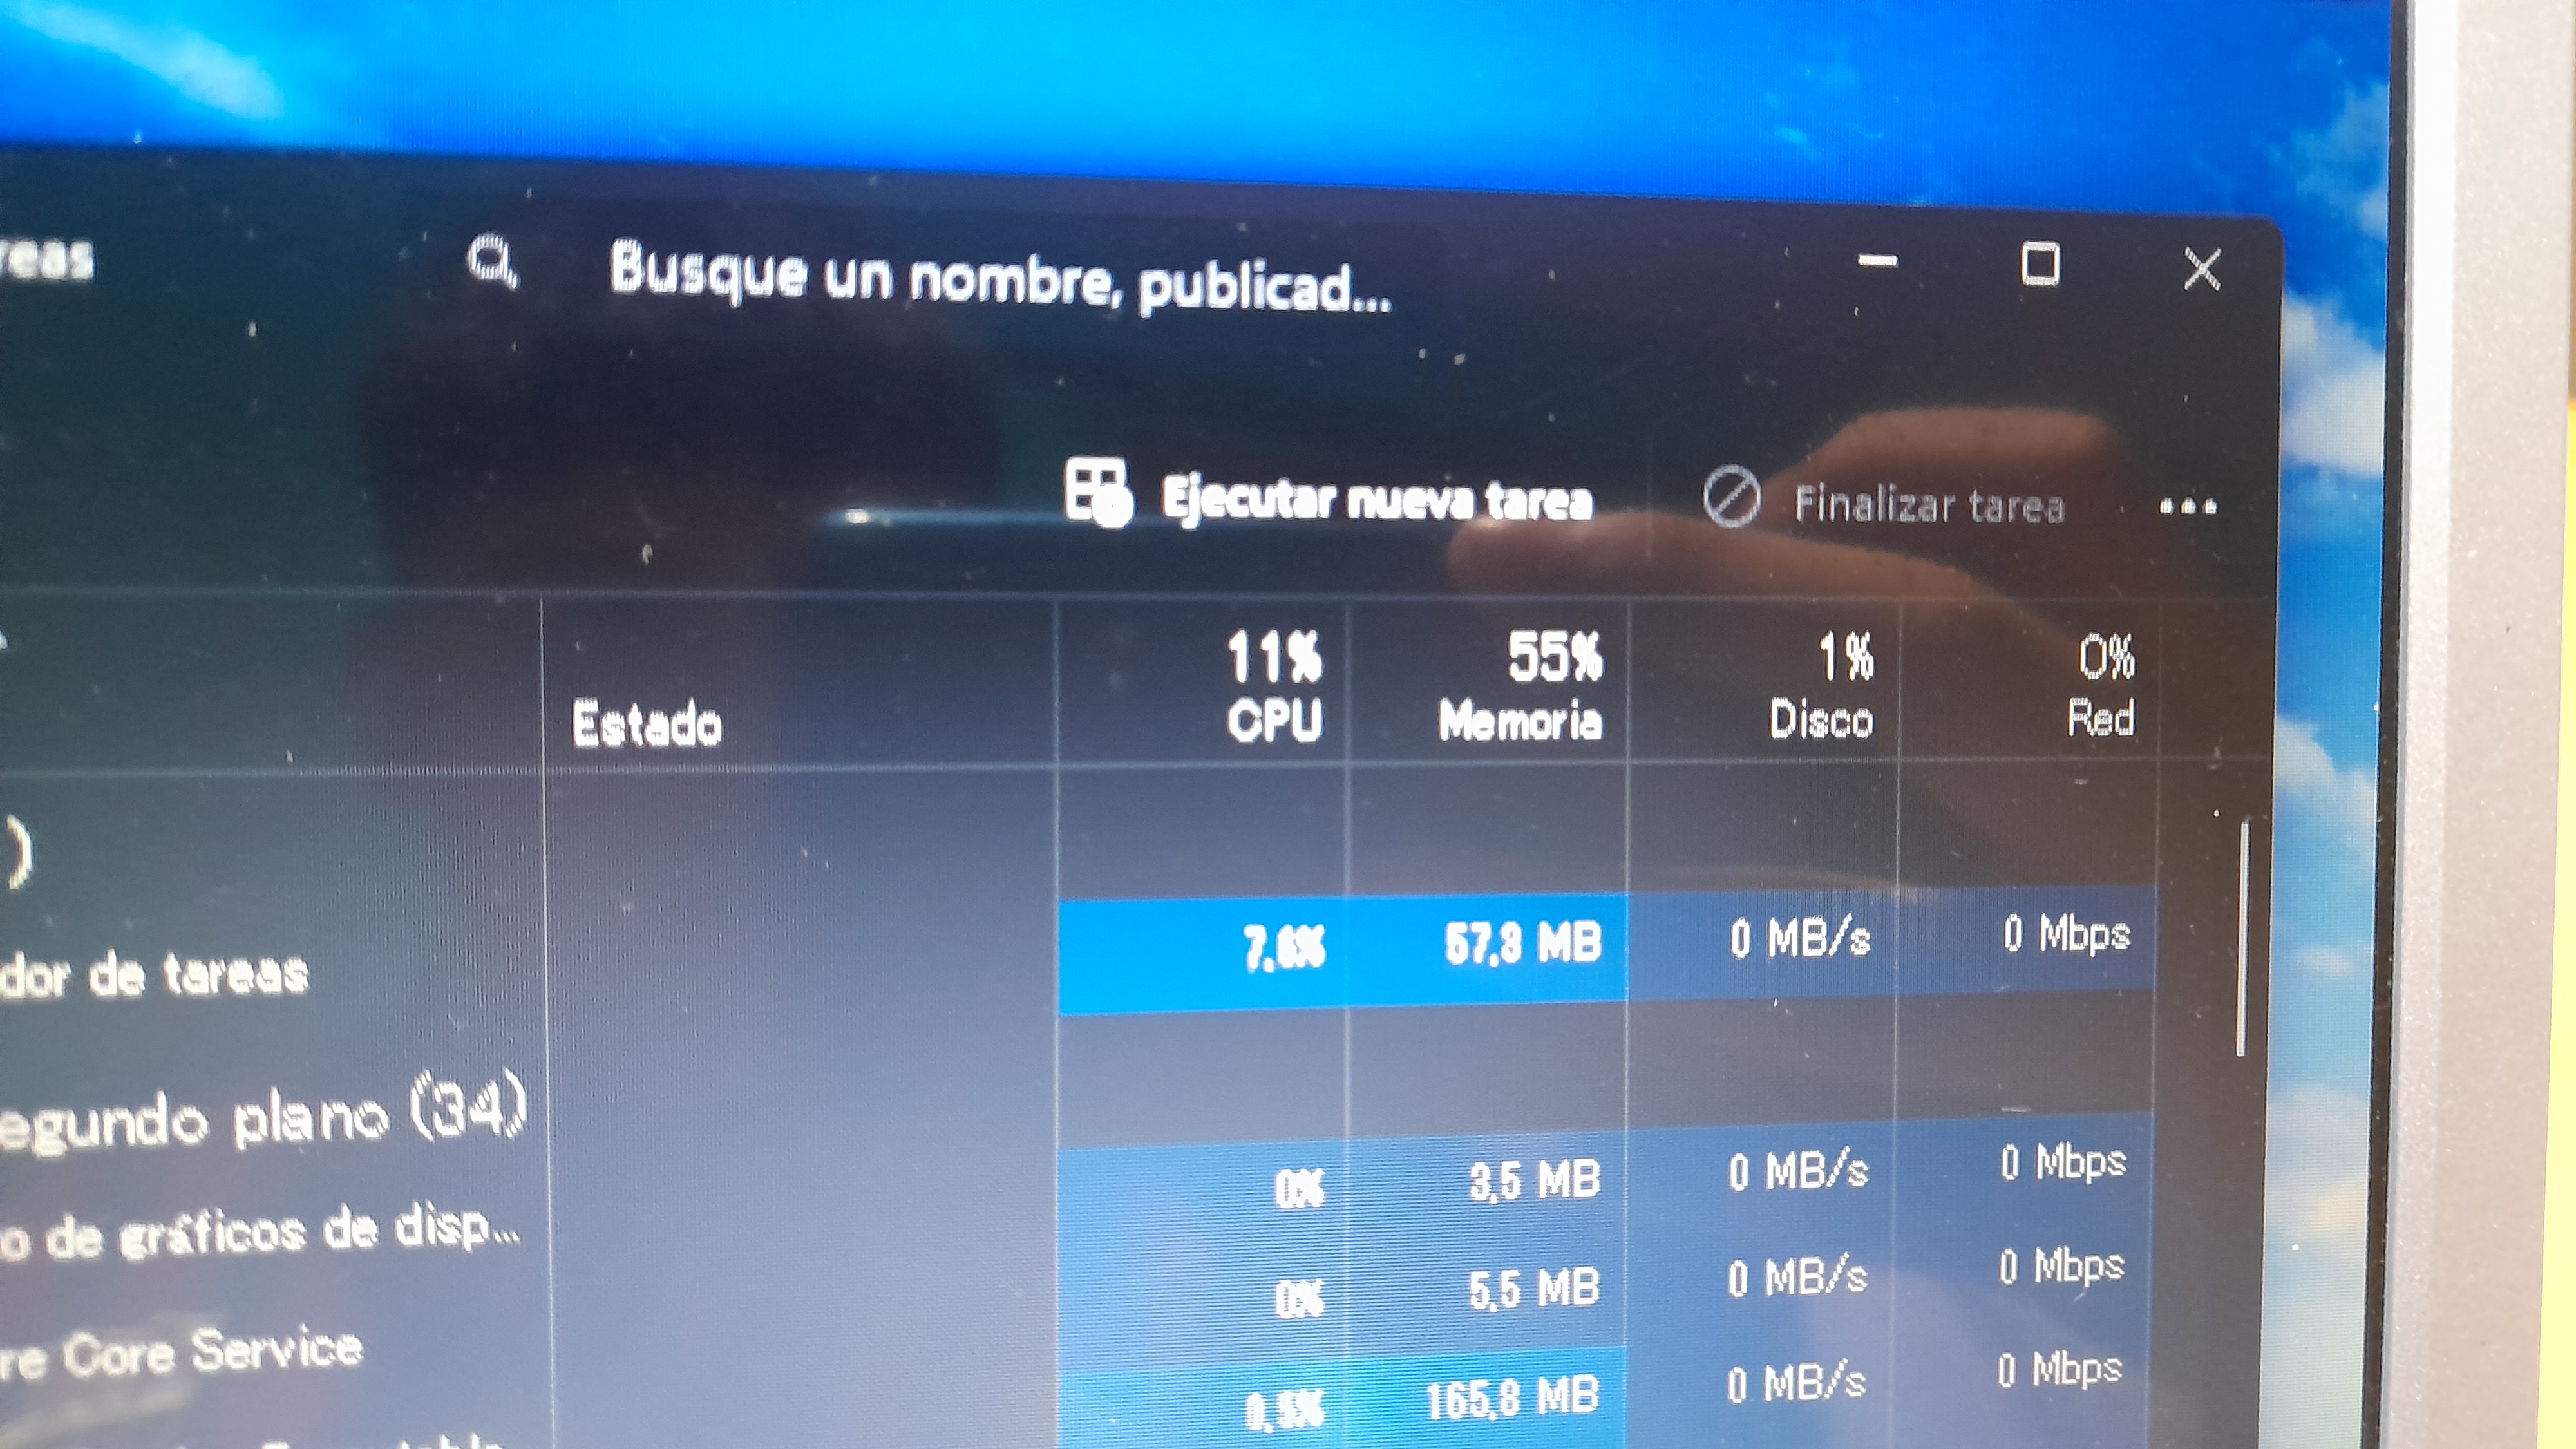 reas
Busque un nombre, publicad...
Ejecutar nueva tarea
Finalizar tarea
...
11% 55% 1% 0%
Estado CPU Memoria Disco Red
)
dor de tareas 7,6% 57,3 MB 0 MB/s 0 Mbps
egundo plano (34)
o de gráficos de disp... 0% 3,5 MB 0 MB/s 0 Mbps
re Core Service 0% 5,5 MB 0 MB/s 0 Mbps
0,5% 165,8 MB 0 MB/s 0 Mbps